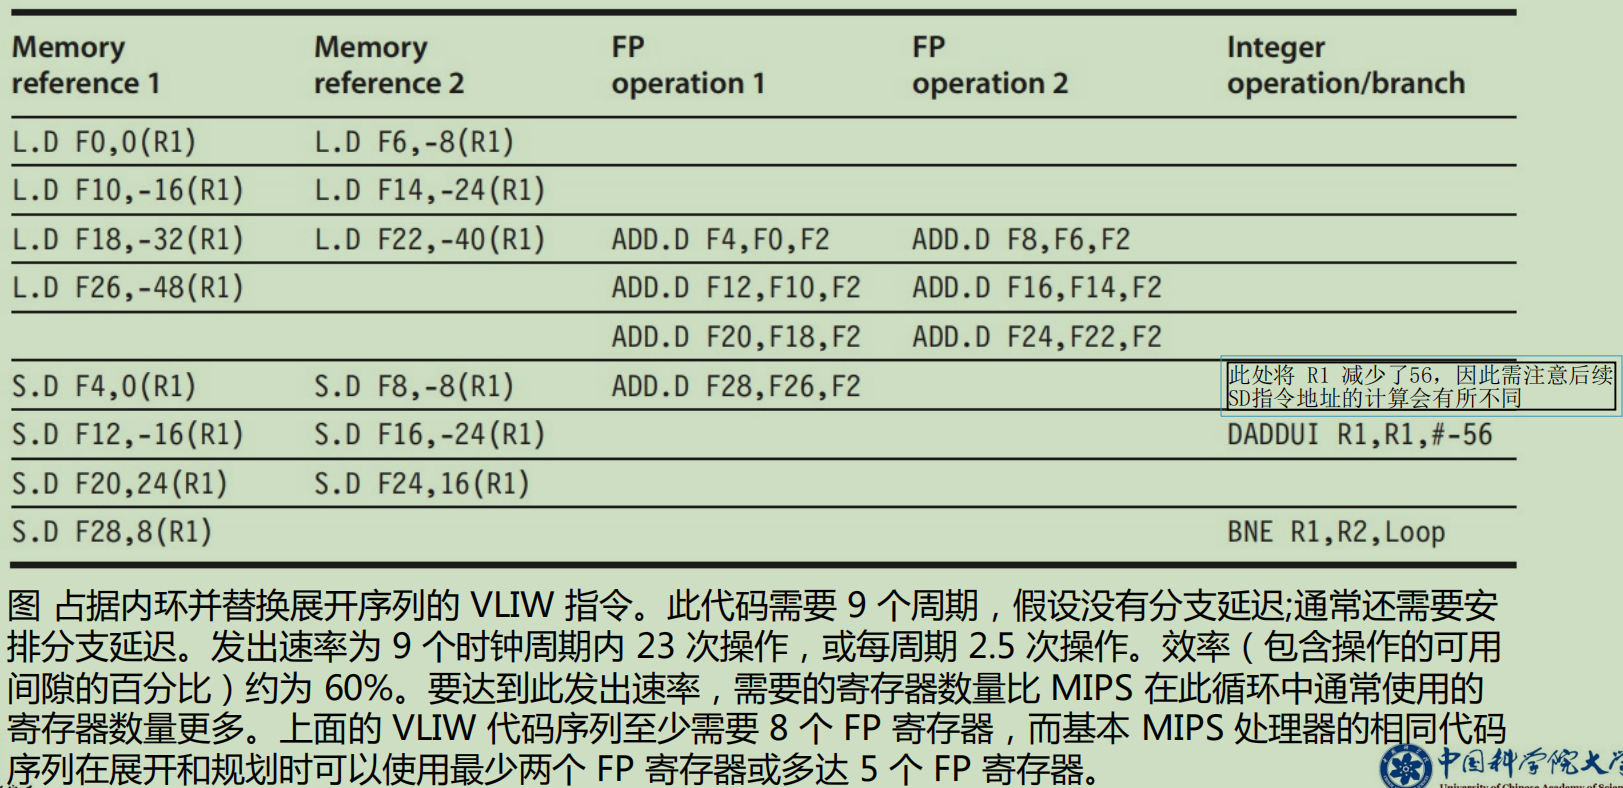 Memory reference 1 Memory reference 2 FP operation 1 FP operation 2 Integer operation/branch
L.D F0,0(R1) L.D F6,-8(R1)
L.D F10,-16(R1) L.D F14,-24(R1)
L.D F18,-32(R1) L.D F22,-40(R1) ADD.D F4,F0,F2 ADD.D F8,F6,F2
L.D F26,-48(R1) ADD.D F12,F10,F2 ADD.D F16,F14,F2
ADD.D F20,F18,F2 ADD.D F24,F22,F2
S.D F4,0(R1) S.D F8,-8(R1) ADD.D F28,F26,F2
此处将 R1 减少了56，因此需注意后续
SD指令地址的计算会有所不同
S.D F12,-16(R1) S.D F16,-24(R1) DADDUI R1,R1,#-56
S.D F20,24(R1) S.D F24,16(R1)
S.D F28,8(R1) BNE R1,R2,Loop
图 占据内环并替换展开序列的 VLIW 指令。此代码需要 9 个周期，假设没有分支延迟;通常还需要安
排分支延迟。发出速率为 9 个时钟周期内 23 次操作，或每周期 2.5 次操作。效率（包含操作的可用
间隙的百分比）约为 60%。要达到此发出速率，需要的寄存器数量比 MIPS 在此循环中通常使用的
寄存器数量更多。上面的 VLIW 代码序列至少需要 8 个 FP 寄存器，而基本 MIPS 处理器的相同代码
序列在展开和规划时可以使用最少两个 FP 寄存器或多达 5 个 FP 寄存器。
中国科学院大学
University of Chinese Academy of Scien